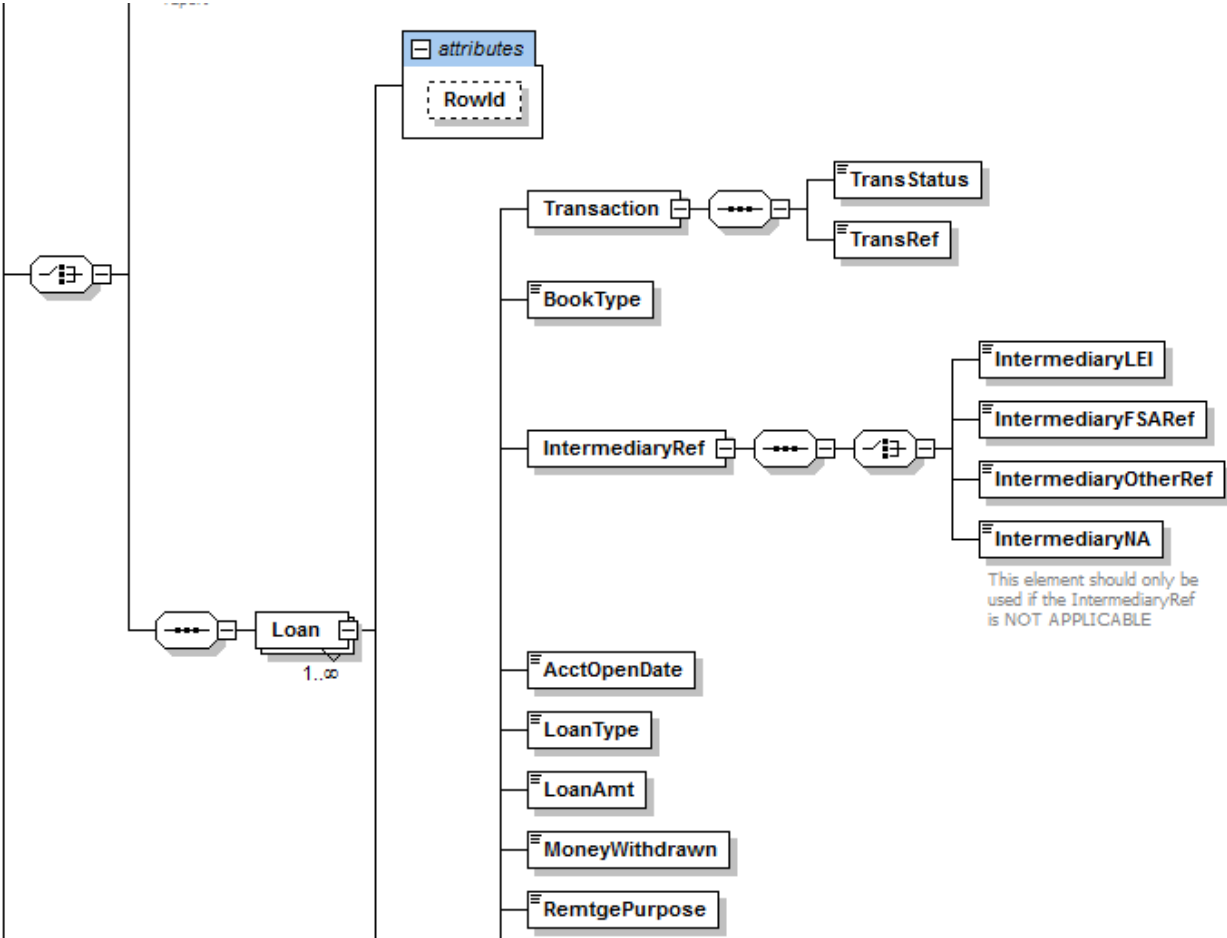 attributes
RowId
TransStatus
Transaction
TransRef
BookType
IntermediaryLEI
IntermediaryFSARef
IntermediaryRef
IntermediaryOtherRef
IntermediaryNA
This element should only be
used if the IntermediaryRef
is NOT APPLICABLE
Loan
1..∞
AcctOpenDate
LoanType
LoanAmt
MoneyWithdrawn
RemtgePurpose